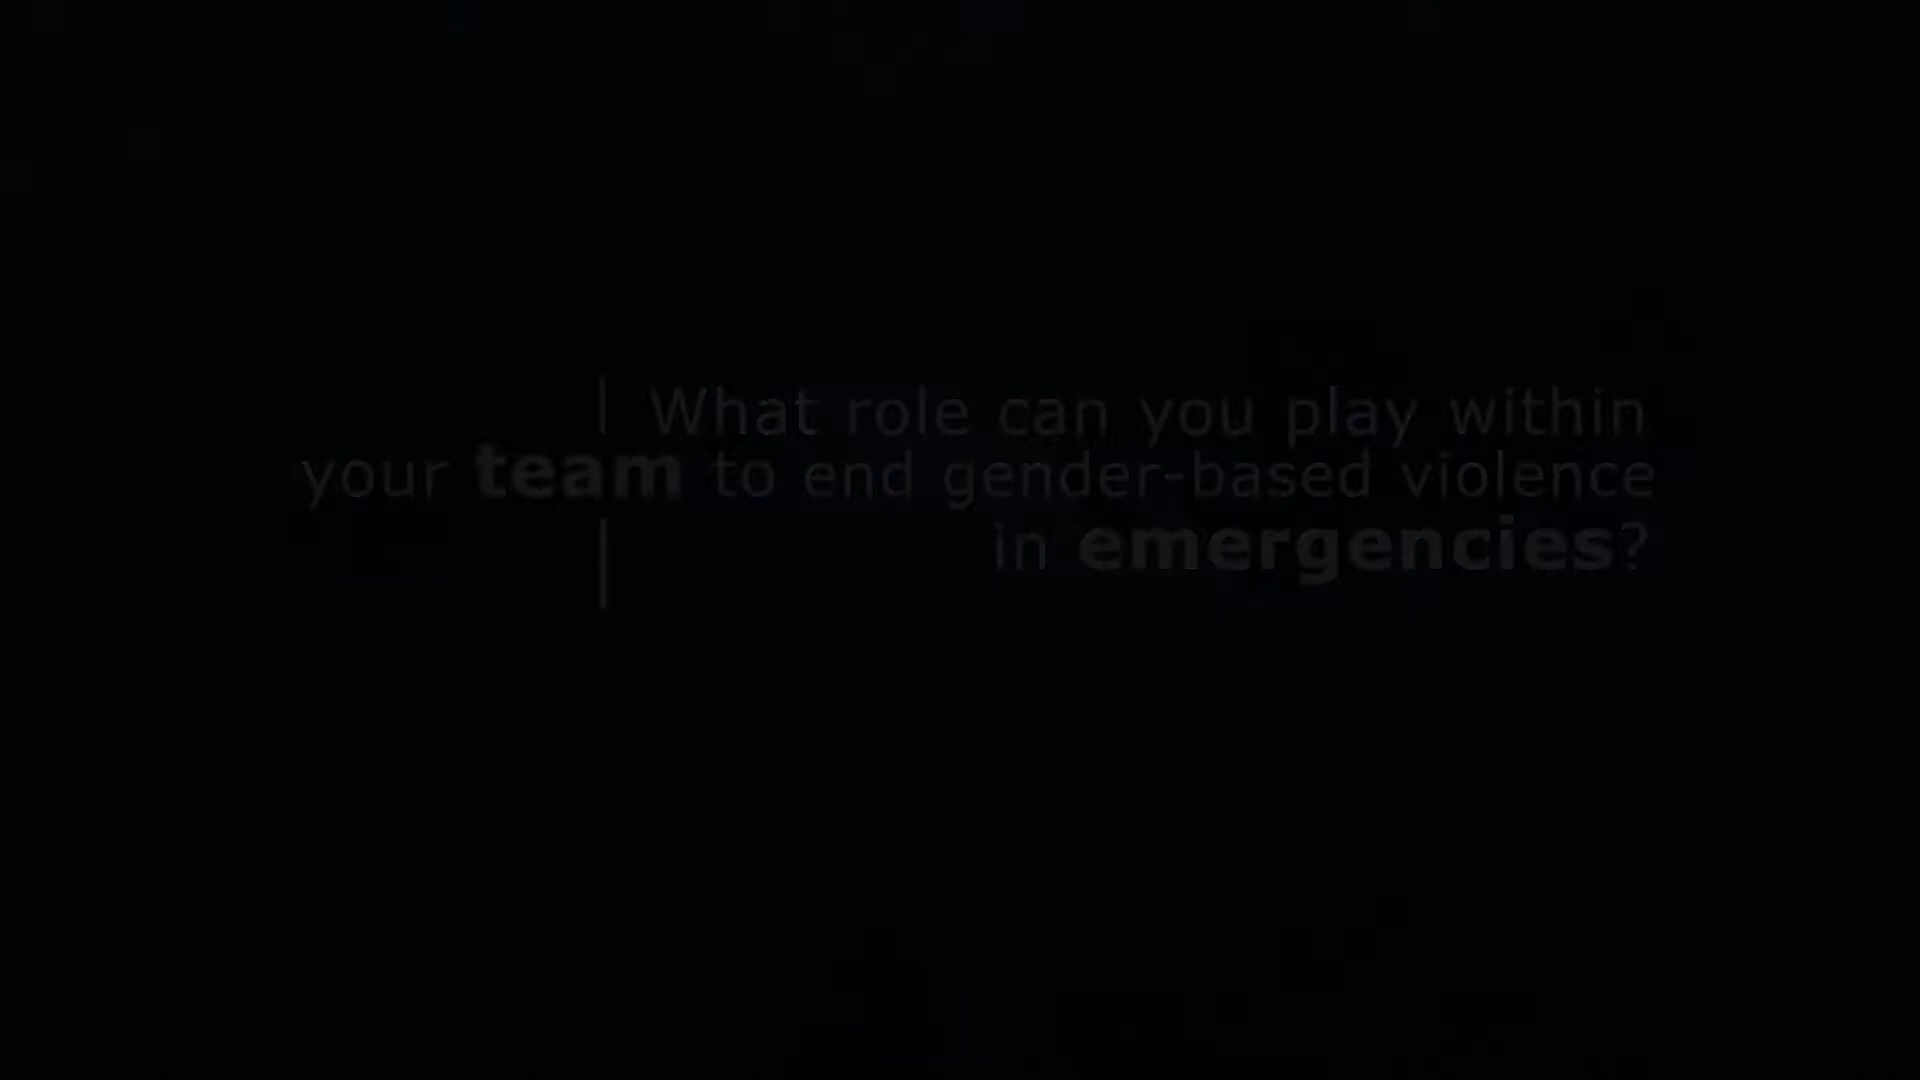 What role can you play within
your team to end gender-based violence
in emergencies?